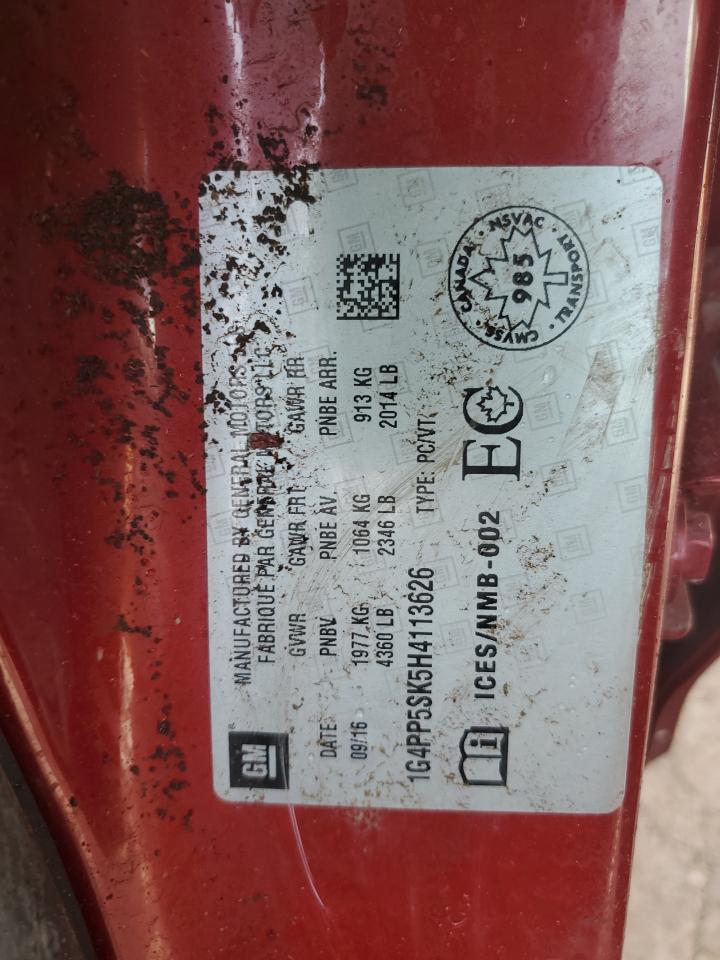 GM
MANUFACTURED BY GENERAL MOTORS LLC
FABRIQUÉ PAR GENERAL MOTORS LLC
DATE GVWR GAWR FRT GAWR RR
PNBV PNBE AV. PNBE ARR.
09/16 1977 KG 1064 KG 913 KG
4360 LB 2346 LB 2014 LB
1G4PP5SK5H4113626 TYPE: PC/VT
i ICES/NMB-002 EC
CANADA · NSVAC · TRANSPORT · CMVSS
985